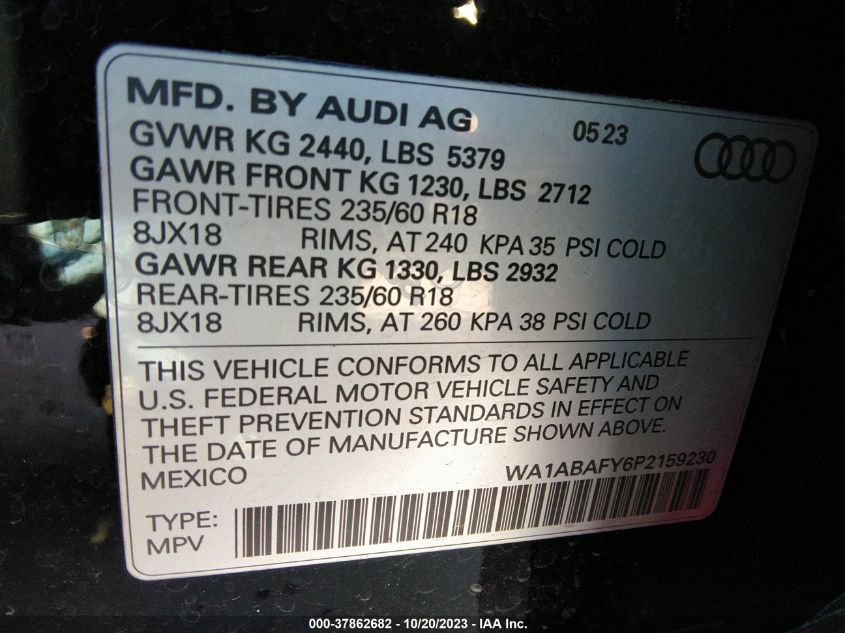 MFD. BY AUDI AG 05 23
GVWR KG 2440, LBS 5379
GAWR FRONT KG 1230, LBS 2712
FRONT-TIRES 235/60 R18
8JX18 RIMS, AT 240 KPA 35 PSI COLD
GAWR REAR KG 1330, LBS 2932
REAR-TIRES 235/60 R18
8JX18 RIMS, AT 260 KPA 38 PSI COLD
THIS VEHICLE CONFORMS TO ALL APPLICABLE
U.S. FEDERAL MOTOR VEHICLE SAFETY AND
THEFT PREVENTION STANDARDS IN EFFECT ON
THE DATE OF MANUFACTURE SHOWN ABOVE.
MEXICO WA1ABAFY6P2159230
TYPE:
MPV
000-37862682 - 10/20/2023 - IAA Inc.